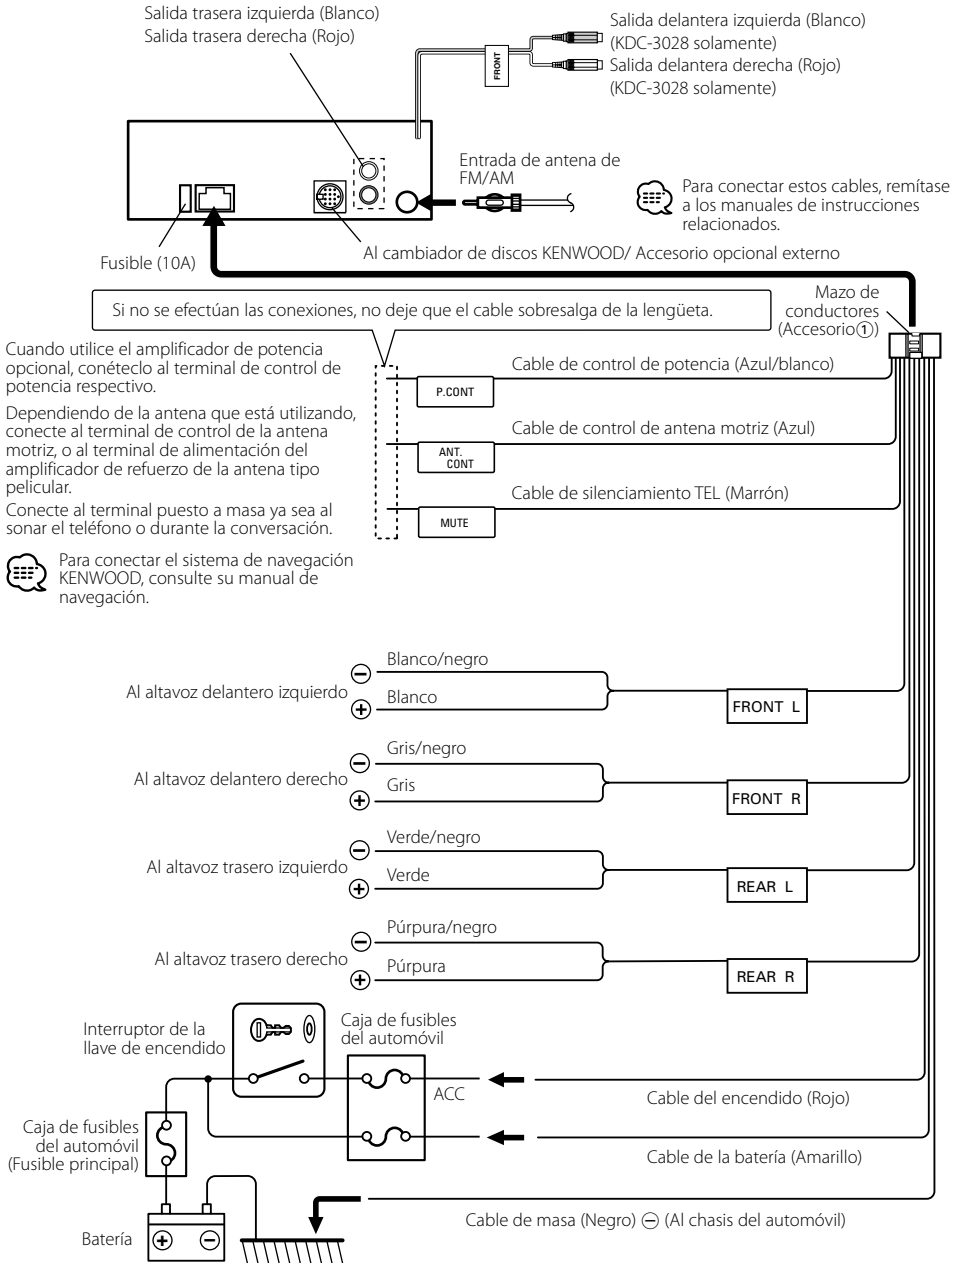 Salida trasera izquierda (Blanco)
Salida trasera derecha (Rojo)
FRONT
Salida delantera izquierda (Blanco)
(KDC-3028 solamente)
Salida delantera derecha (Rojo)
(KDC-3028 solamente)
Entrada de antena de
FM/AM
Para conectar estos cables, remítase
a los manuales de instrucciones
relacionados.
Fusible (10A)
Al cambiador de discos KENWOOD/ Accesorio opcional externo
Mazo de
conductores
(Accesorio①)
Si no se efectúan las conexiones, no deje que el cable sobresalga de la lengüeta.
Cuando utilice el amplificador de potencia
opcional, conéteclo al terminal de control de
potencia respectivo.
Cable de control de potencia (Azul/blanco)
P.CONT
Dependiendo de la antena que está utilizando,
conecte al terminal de control de la antena
motriz, o al terminal de alimentación del
amplificador de refuerzo de la antena tipo
pelicular.
Cable de control de antena motriz (Azul)
ANT.
CONT
Conecte al terminal puesto a masa ya sea al
sonar el teléfono o durante la conversación.
Cable de silenciamiento TEL (Marrón)
MUTE
Para conectar el sistema de navegación
KENWOOD, consulte su manual de
navegación.
Al altavoz delantero izquierdo
⊖ Blanco/negro
⊕ Blanco
FRONT L
Al altavoz delantero derecho
⊖ Gris/negro
⊕ Gris
FRONT R
Al altavoz trasero izquierdo
⊖ Verde/negro
⊕ Verde
REAR L
Al altavoz trasero derecho
⊖ Púrpura/negro
⊕ Púrpura
REAR R
Interruptor de la
llave de encendido
Caja de fusibles
del automóvil
ACC
Cable del encendido (Rojo)
Caja de fusibles
del automóvil
(Fusible principal)
Cable de la batería (Amarillo)
Cable de masa (Negro) ⊖ (Al chasis del automóvil)
Batería
⊕ ⊖